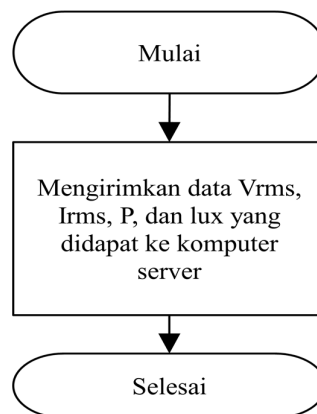 Mulai
Mengirimkan data Vrms,
Irms, P, dan lux yang
didapat ke komputer
server
Selesai